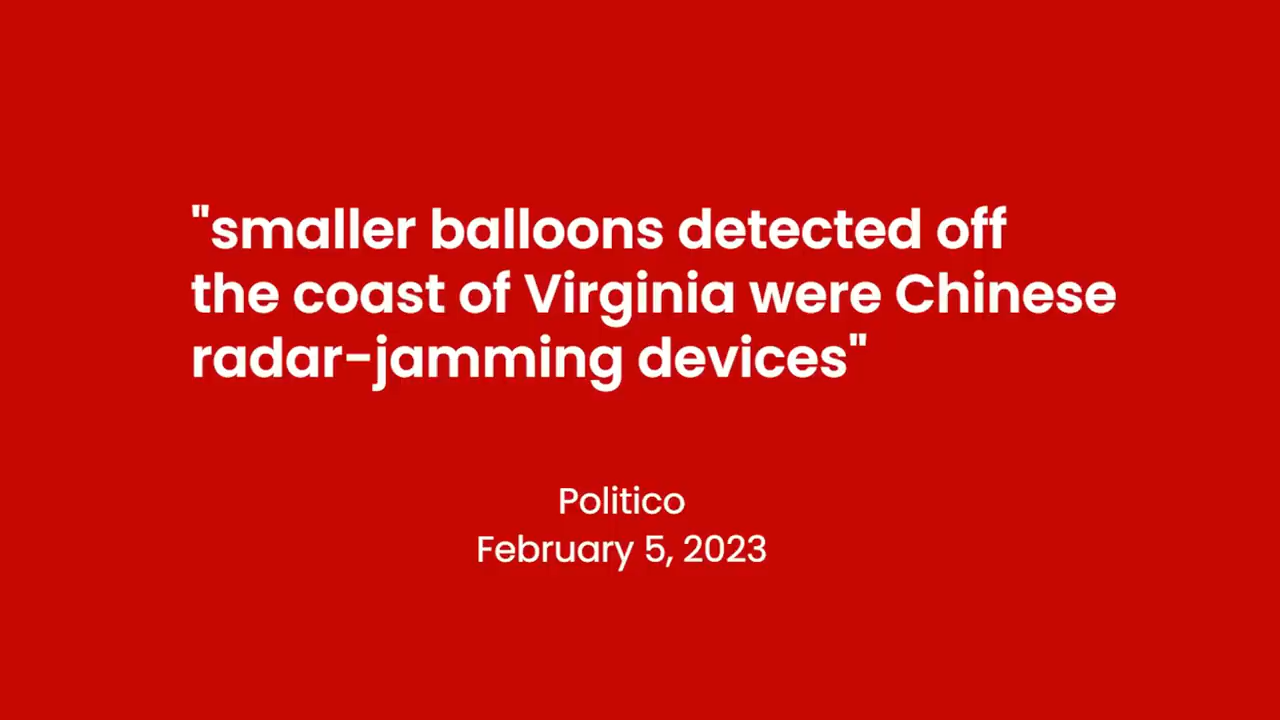 "smaller balloons detected off
the coast of Virginia were Chinese
radar-jamming devices"
Politico
February 5, 2023